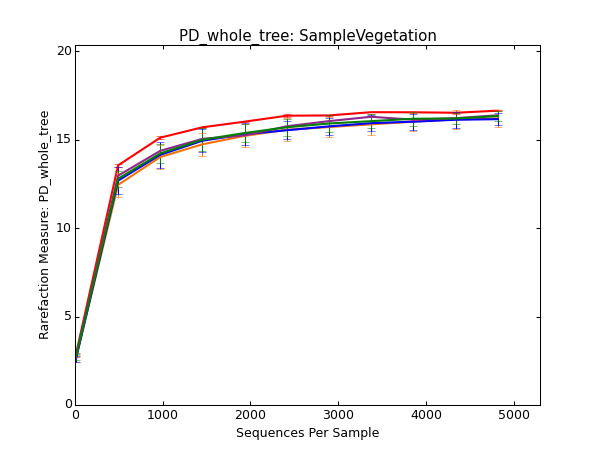 PD_whole_tree: SampleVegetation
20
15
10
5
0
Rarefaction Measure: PD_whole_tree
0 1000 2000 3000 4000 5000
Sequences Per Sample